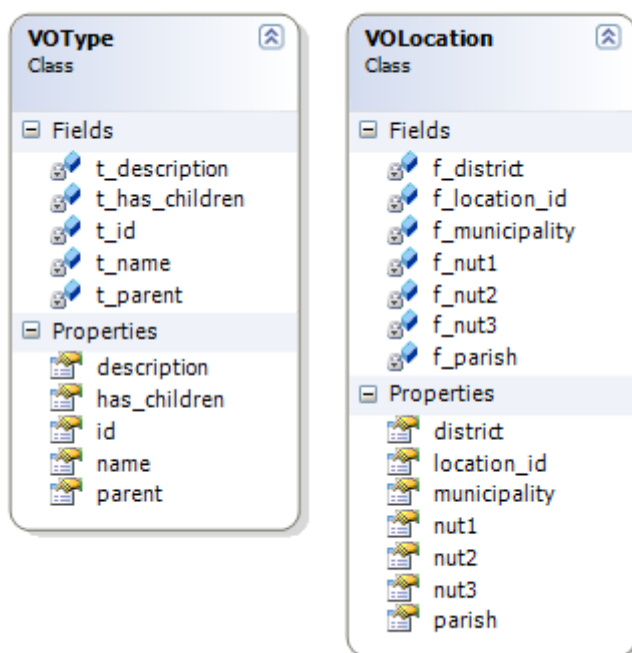 VOType
Class
Fields
t_description
t_has_children
t_id
t_name
t_parent
Properties
description
has_children
id
name
parent
VOLocation
Class
Fields
f_district
f_location_id
f_municipality
f_nut1
f_nut2
f_nut3
f_parish
Properties
district
location_id
municipality
nut1
nut2
nut3
parish